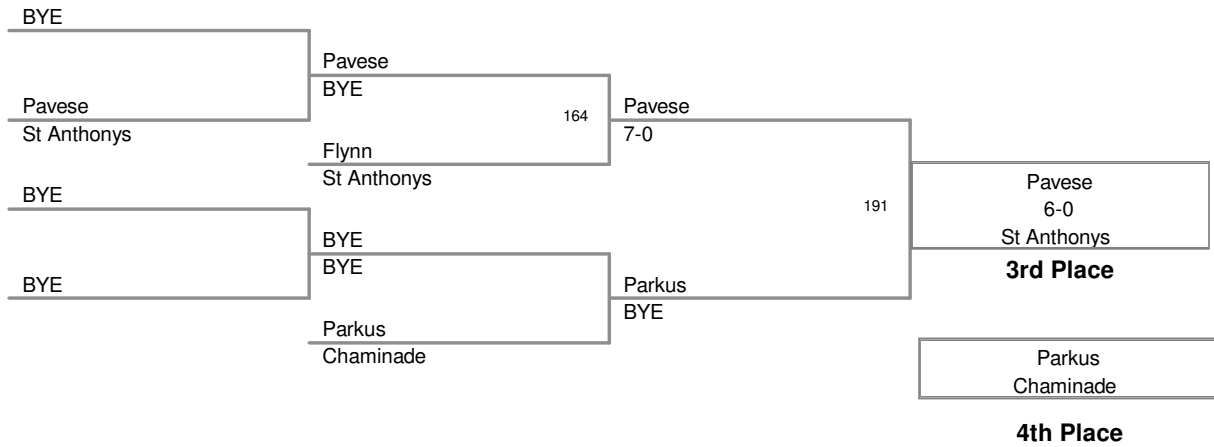 BYE
Pavese
BYE
Pavese
St Anthonys
164
Pavese
7-0
Flynn
St Anthonys
Pavese
6-0
St Anthonys
3rd Place
BYE
191
BYE
BYE
BYE
Parkus
BYE
Parkus
Chaminade
Parkus
Chaminade
4th Place